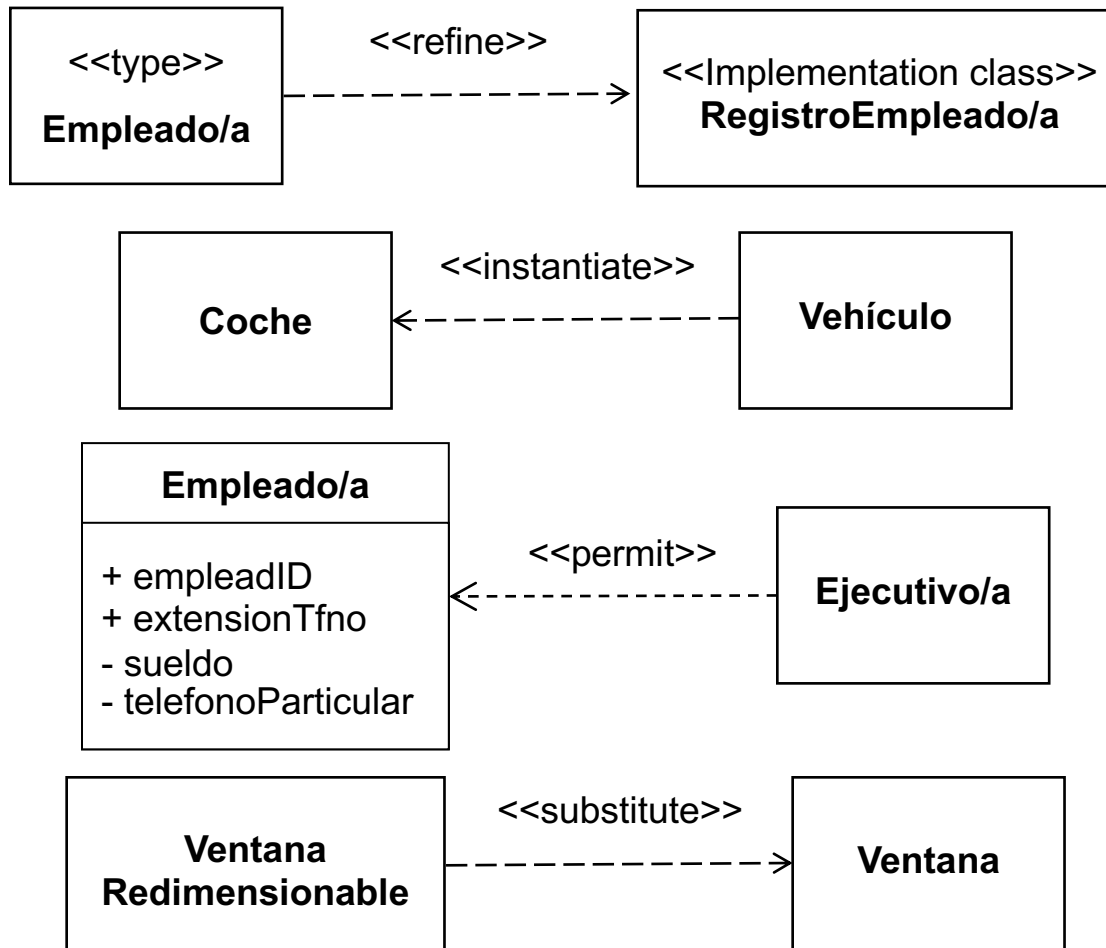 <<type>>
Empleado/a
<<refine>>
<<Implementation class>>
RegistroEmpleado/a
Coche
<<instantiate>>
Vehículo
Empleado/a
+ empleadID
+ extensionTfno
- sueldo
- telefonoParticular
<<permit>>
Ejecutivo/a
Ventana
Redimensionable
<<substitute>>
Ventana